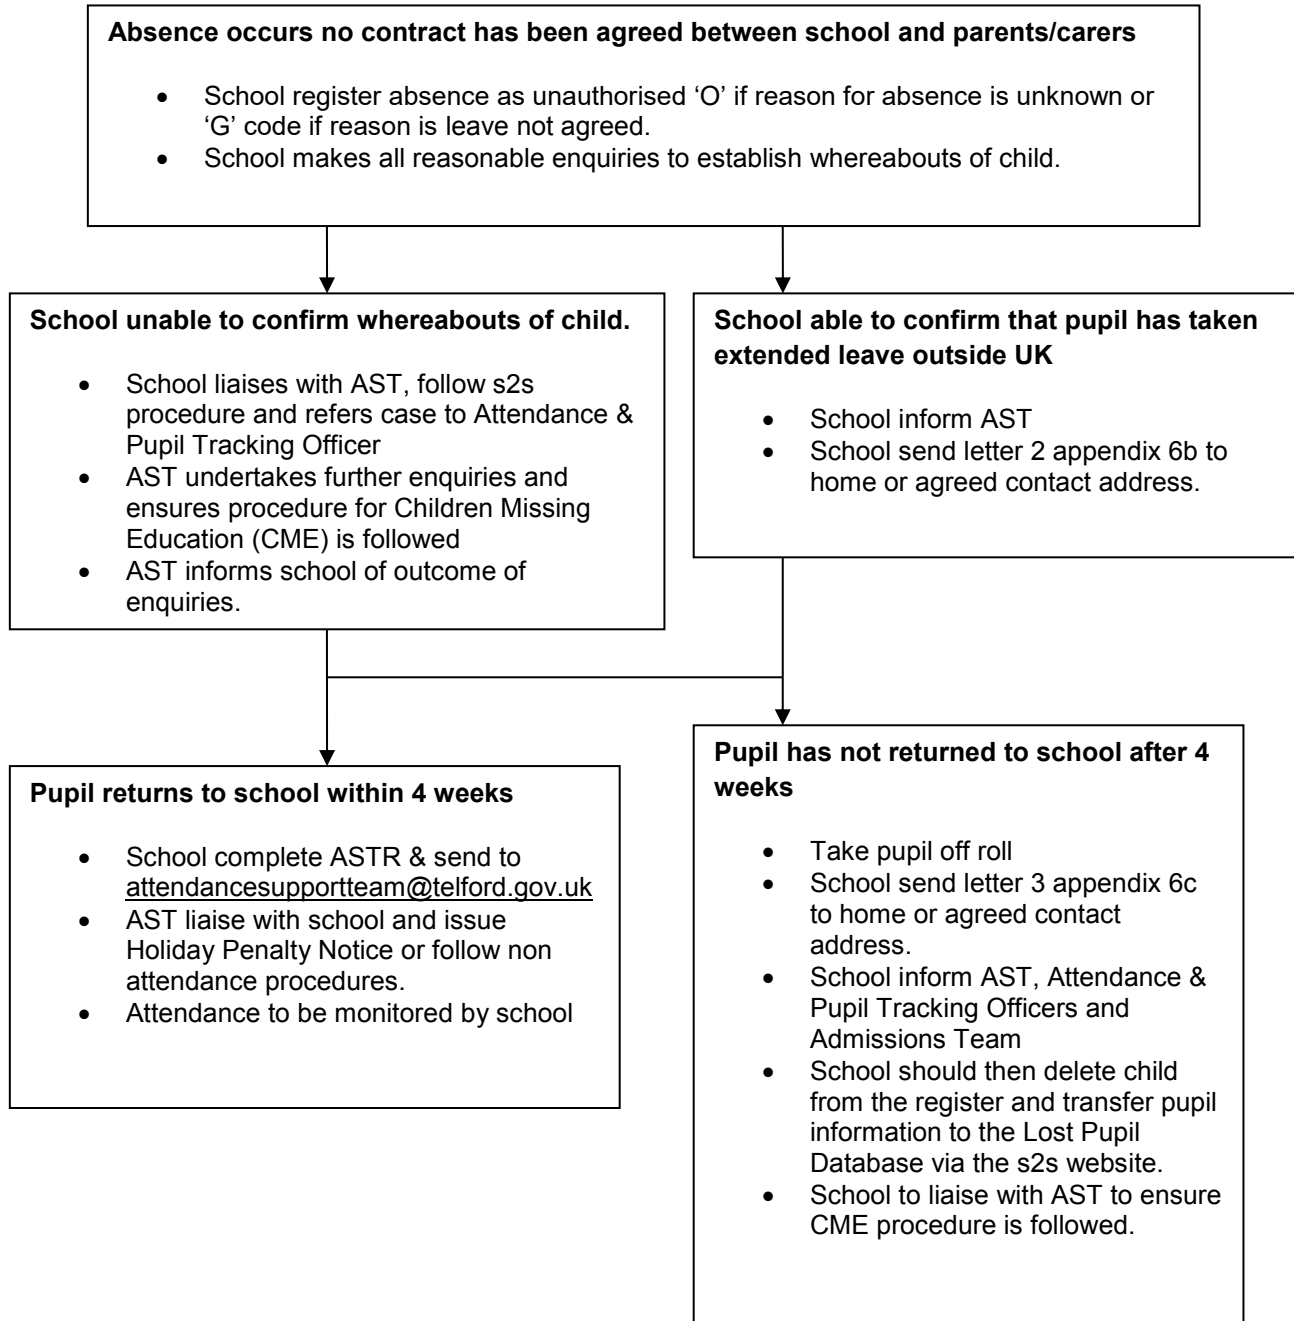 Absence occurs no contract has been agreed between school and parents/carers
• School register absence as unauthorised ‘O’ if reason for absence is unknown or
‘G’ code if reason is leave not agreed.
• School makes all reasonable enquiries to establish whereabouts of child.
School unable to confirm whereabouts of child.
• School liaises with AST, follow s2s
procedure and refers case to Attendance &
Pupil Tracking Officer
• AST undertakes further enquiries and
ensures procedure for Children Missing
Education (CME) is followed
• AST informs school of outcome of
enquiries.
School able to confirm that pupil has taken
extended leave outside UK
• School inform AST
• School send letter 2 appendix 6b to
home or agreed contact address.
Pupil returns to school within 4 weeks
• School complete ASTR & send to
attendancesupportteam@telford.gov.uk
• AST liaise with school and issue
Holiday Penalty Notice or follow non
attendance procedures.
• Attendance to be monitored by school
Pupil has not returned to school after 4
weeks
• Take pupil off roll
• School send letter 3 appendix 6c
to home or agreed contact
address.
• School inform AST, Attendance &
Pupil Tracking Officers and
Admissions Team
• School should then delete child
from the register and transfer pupil
information to the Lost Pupil
Database via the s2s website.
• School to liaise with AST to ensure
CME procedure is followed.